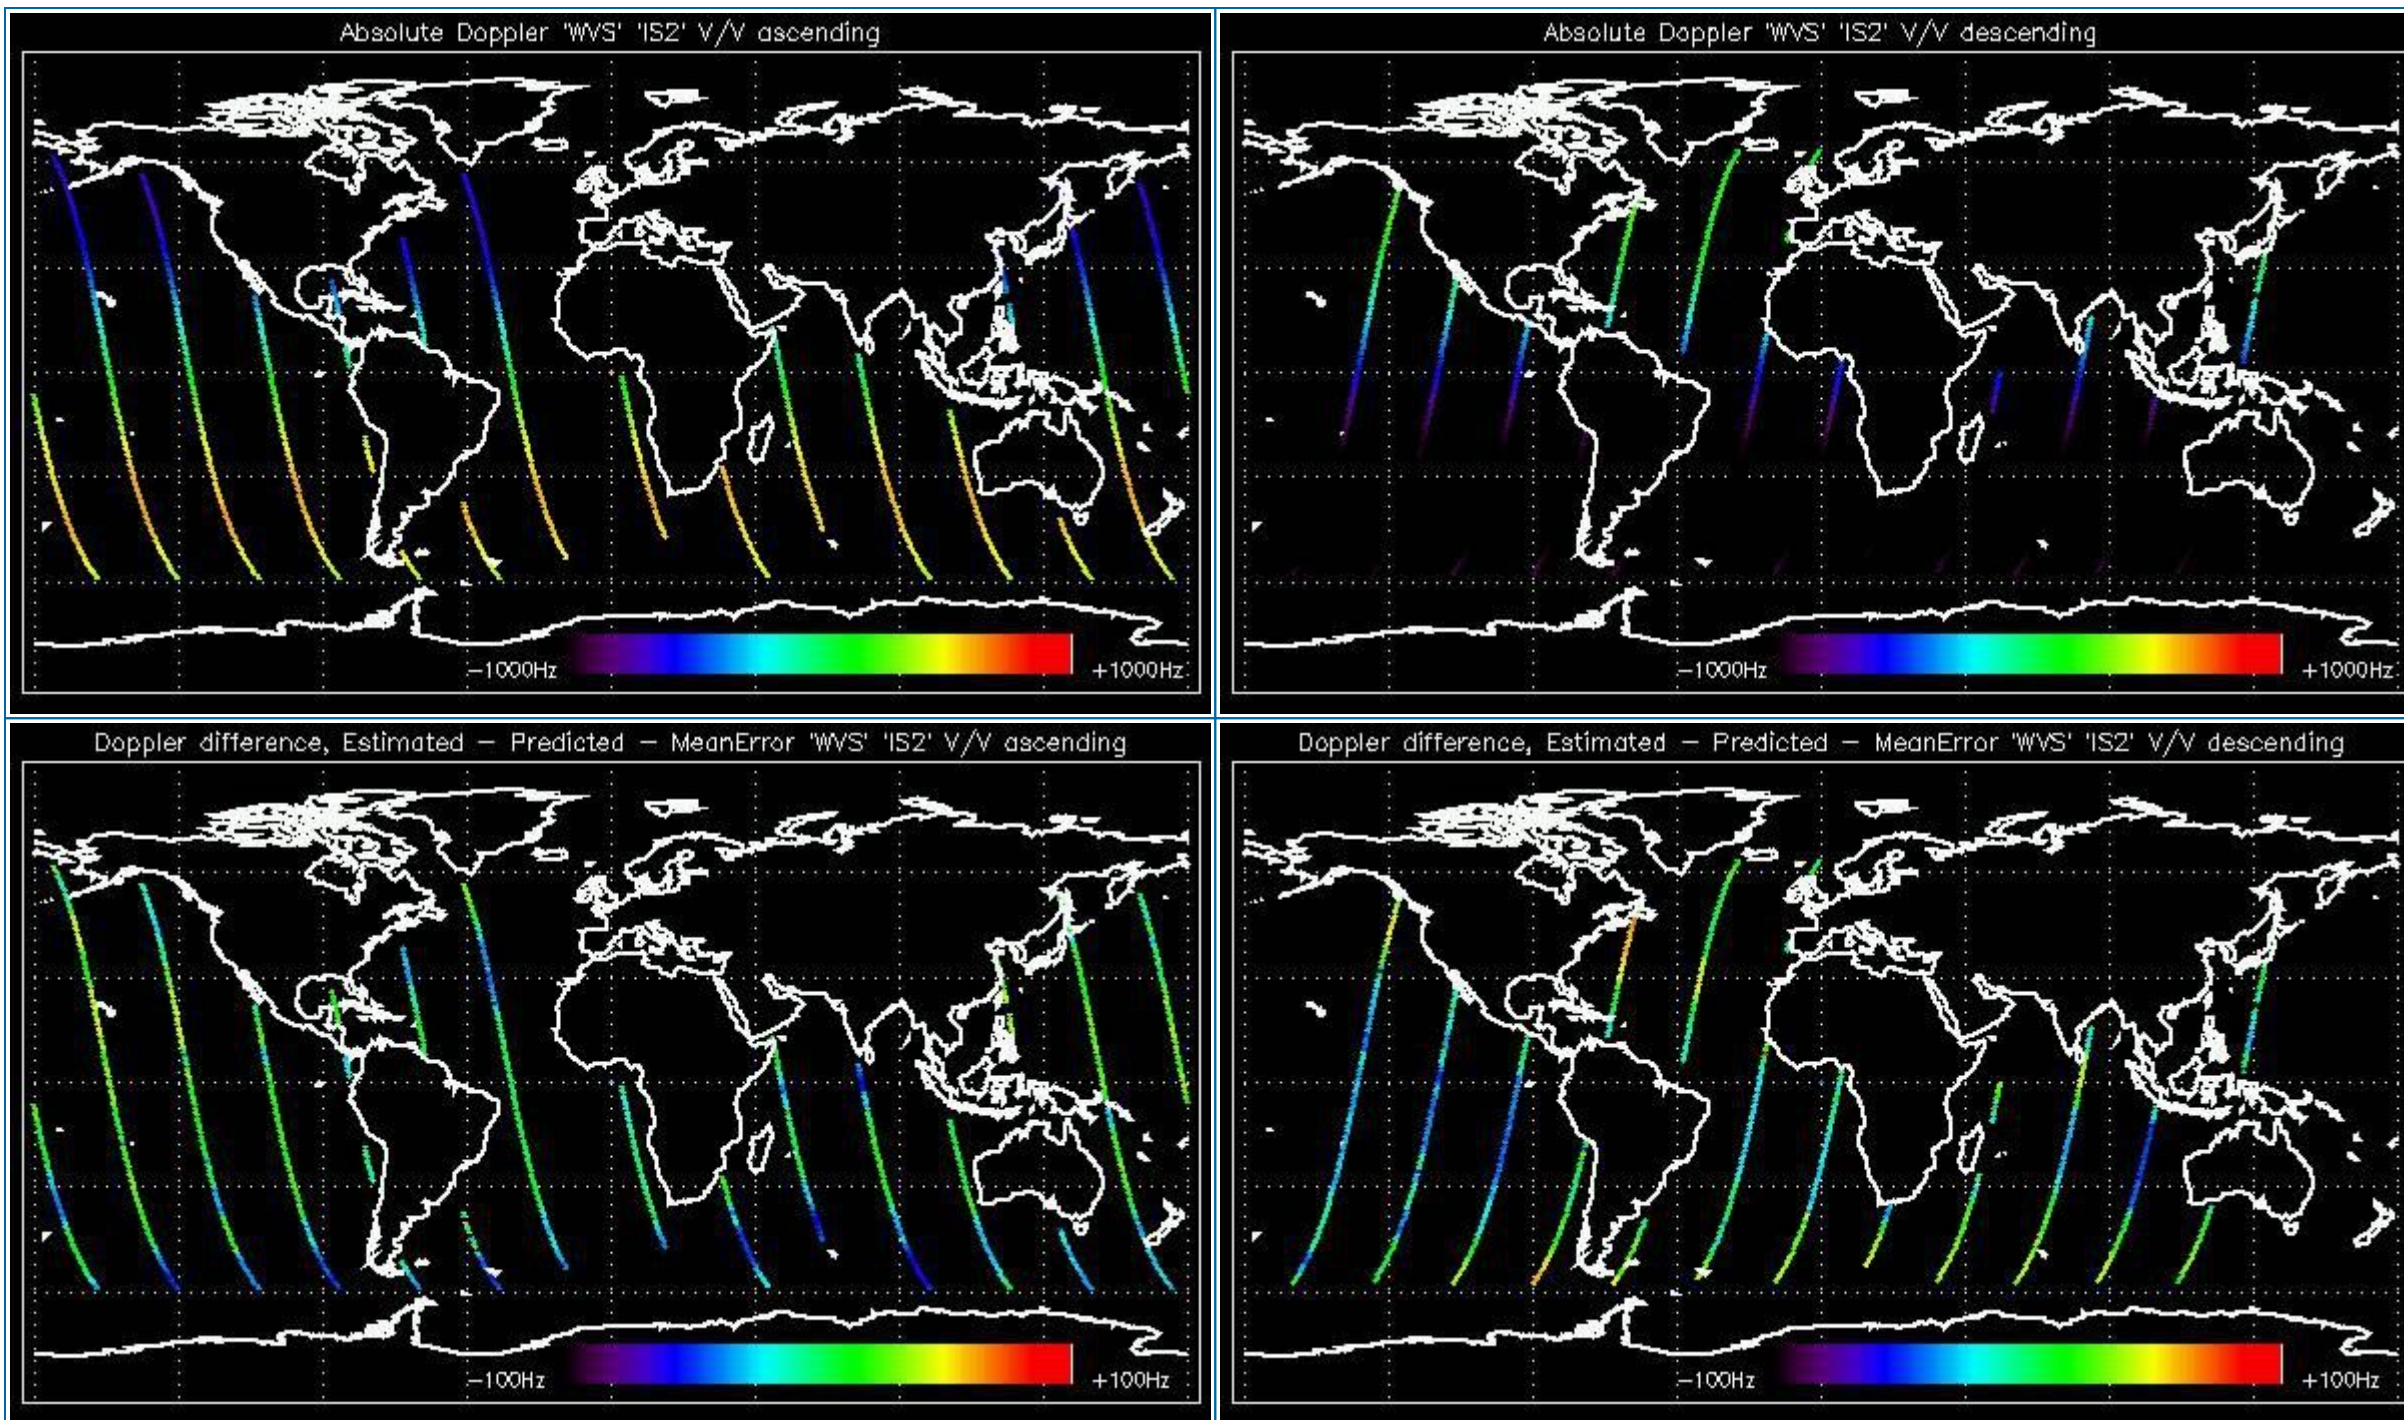 Absolute Doppler 'WVS' 'IS2' V/V ascending
−1000Hz
+1000Hz
Absolute Doppler 'WVS' 'IS2' V/V descending
−1000Hz
+1000Hz
Doppler difference, Estimated − Predicted − MeanError 'WVS' 'IS2' V/V ascending
−100Hz
+100Hz
Doppler difference, Estimated − Predicted − MeanError 'WVS' 'IS2' V/V descending
−100Hz
+100Hz